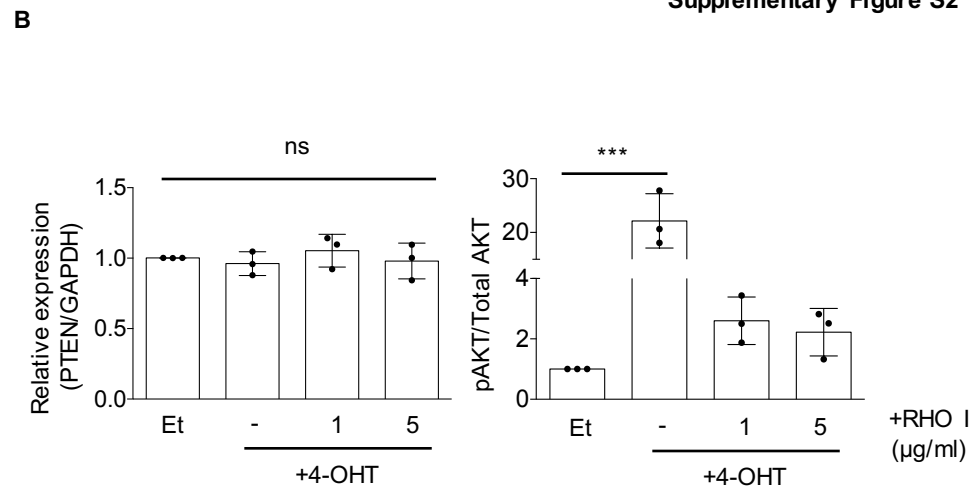 Supplementary Figure S2
B
ns
Relative expression
(PTEN/GAPDH)
1.5
1.0
0.5
0.0
Et
-
1
5
+4-OHT
***
pAKT/Total AKT
30
20
4
2
0
Et
-
1
5
+4-OHT
+RHO I
(µg/ml)